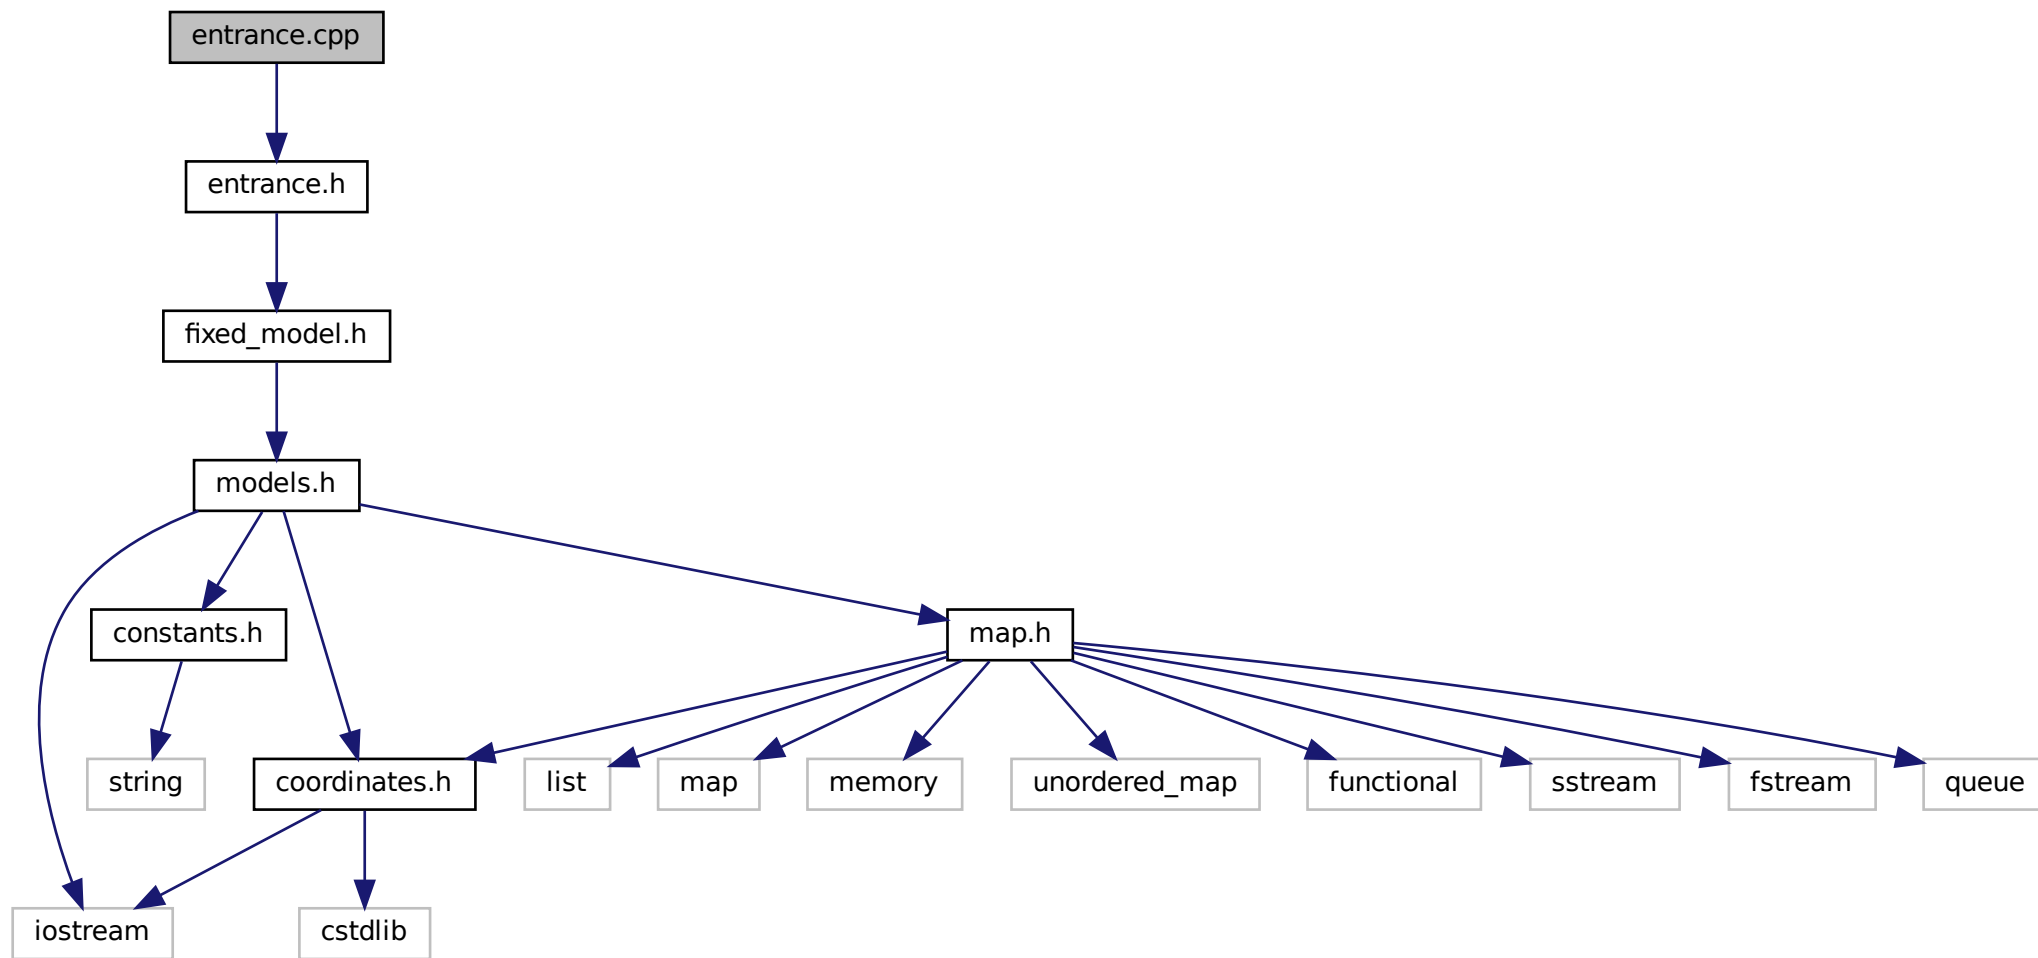 entrance.cpp
entrance.h
fixed_model.h
models.h
constants.h
map.h
string
coordinates.h
list
map
memory
unordered_map
functional
sstream
fstream
queue
iostream
cstdlib